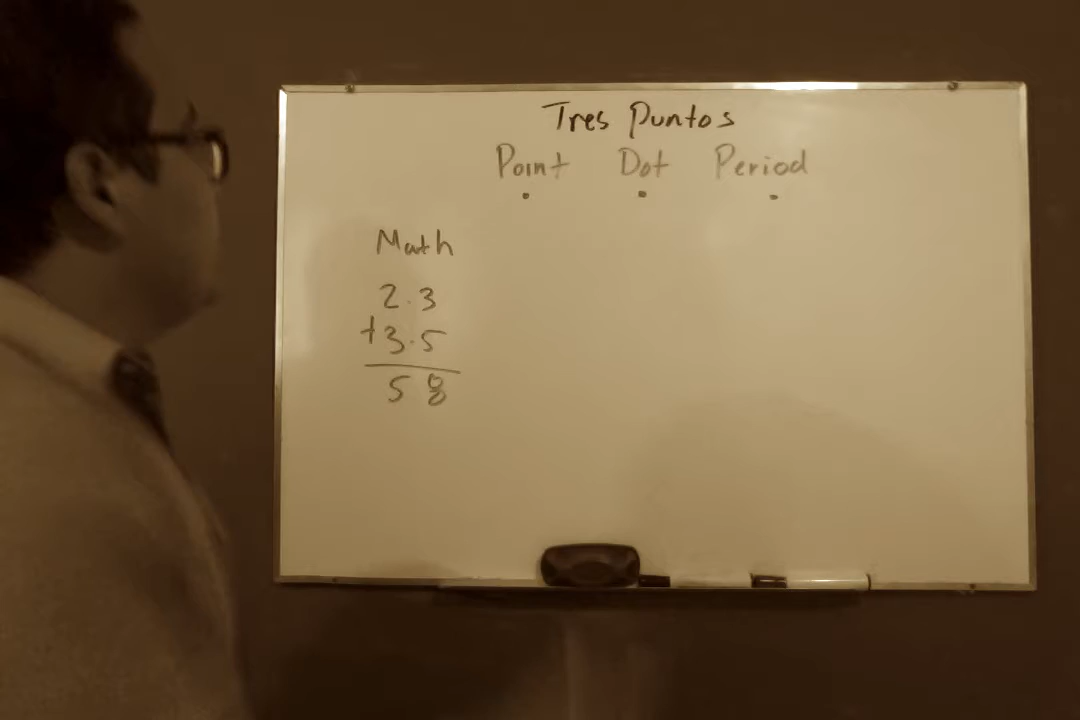 Tres Puntos
Point Dot Period
. . .
Math
2.3
+3.5
5 8